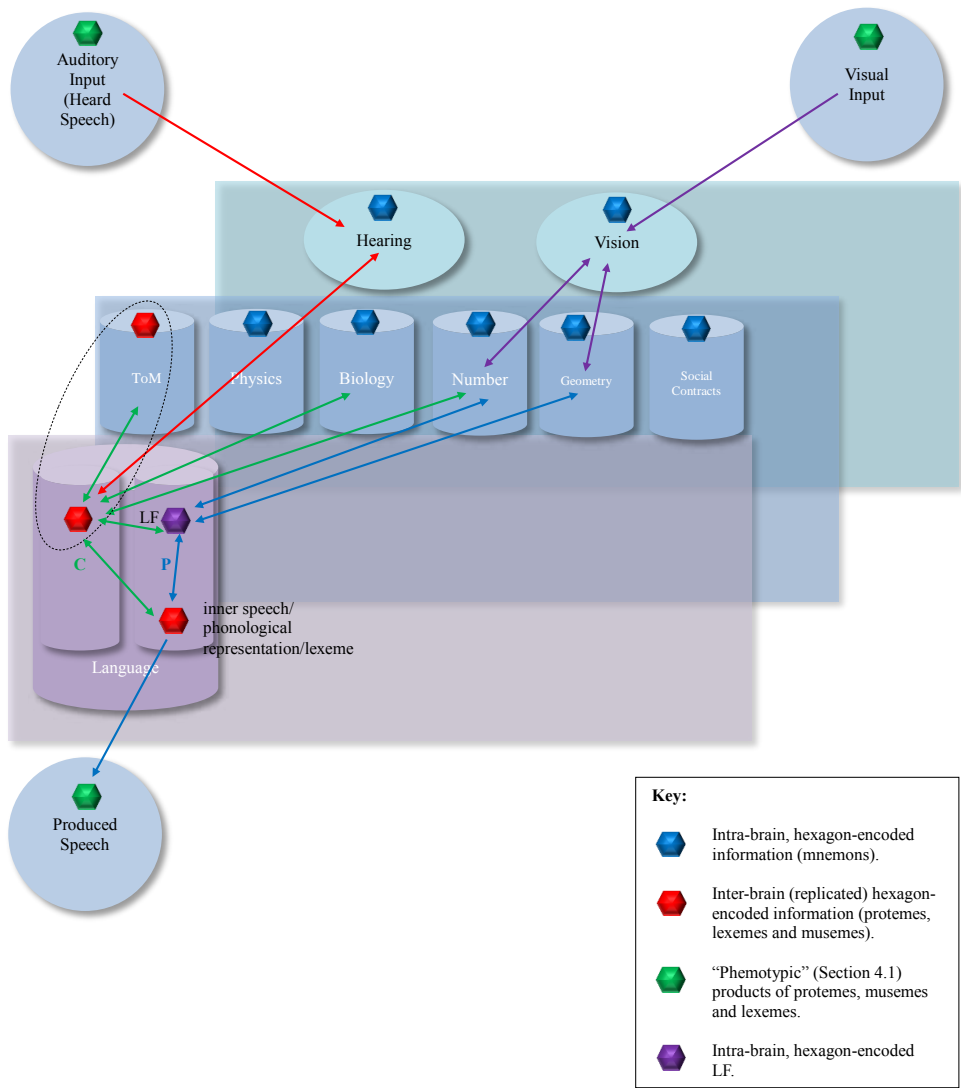 Auditory
Input
(Heard
Speech)
Visual
Input
Hearing
Vision
ToM
Physics
Biology
Number
Geometry
Social
Contracts
LF
C
P
inner speech/
phonological
representation/lexeme
Language
Produced
Speech
Key:
Intra-brain, hexagon-encoded
information (mnemons).
Inter-brain (replicated) hexagon-
encoded information (protemes,
lexemes and musemes).
“Phemotypic” (Section 4.1)
products of protemes, musemes
and lexemes.
Intra-brain, hexagon-encoded
LF.